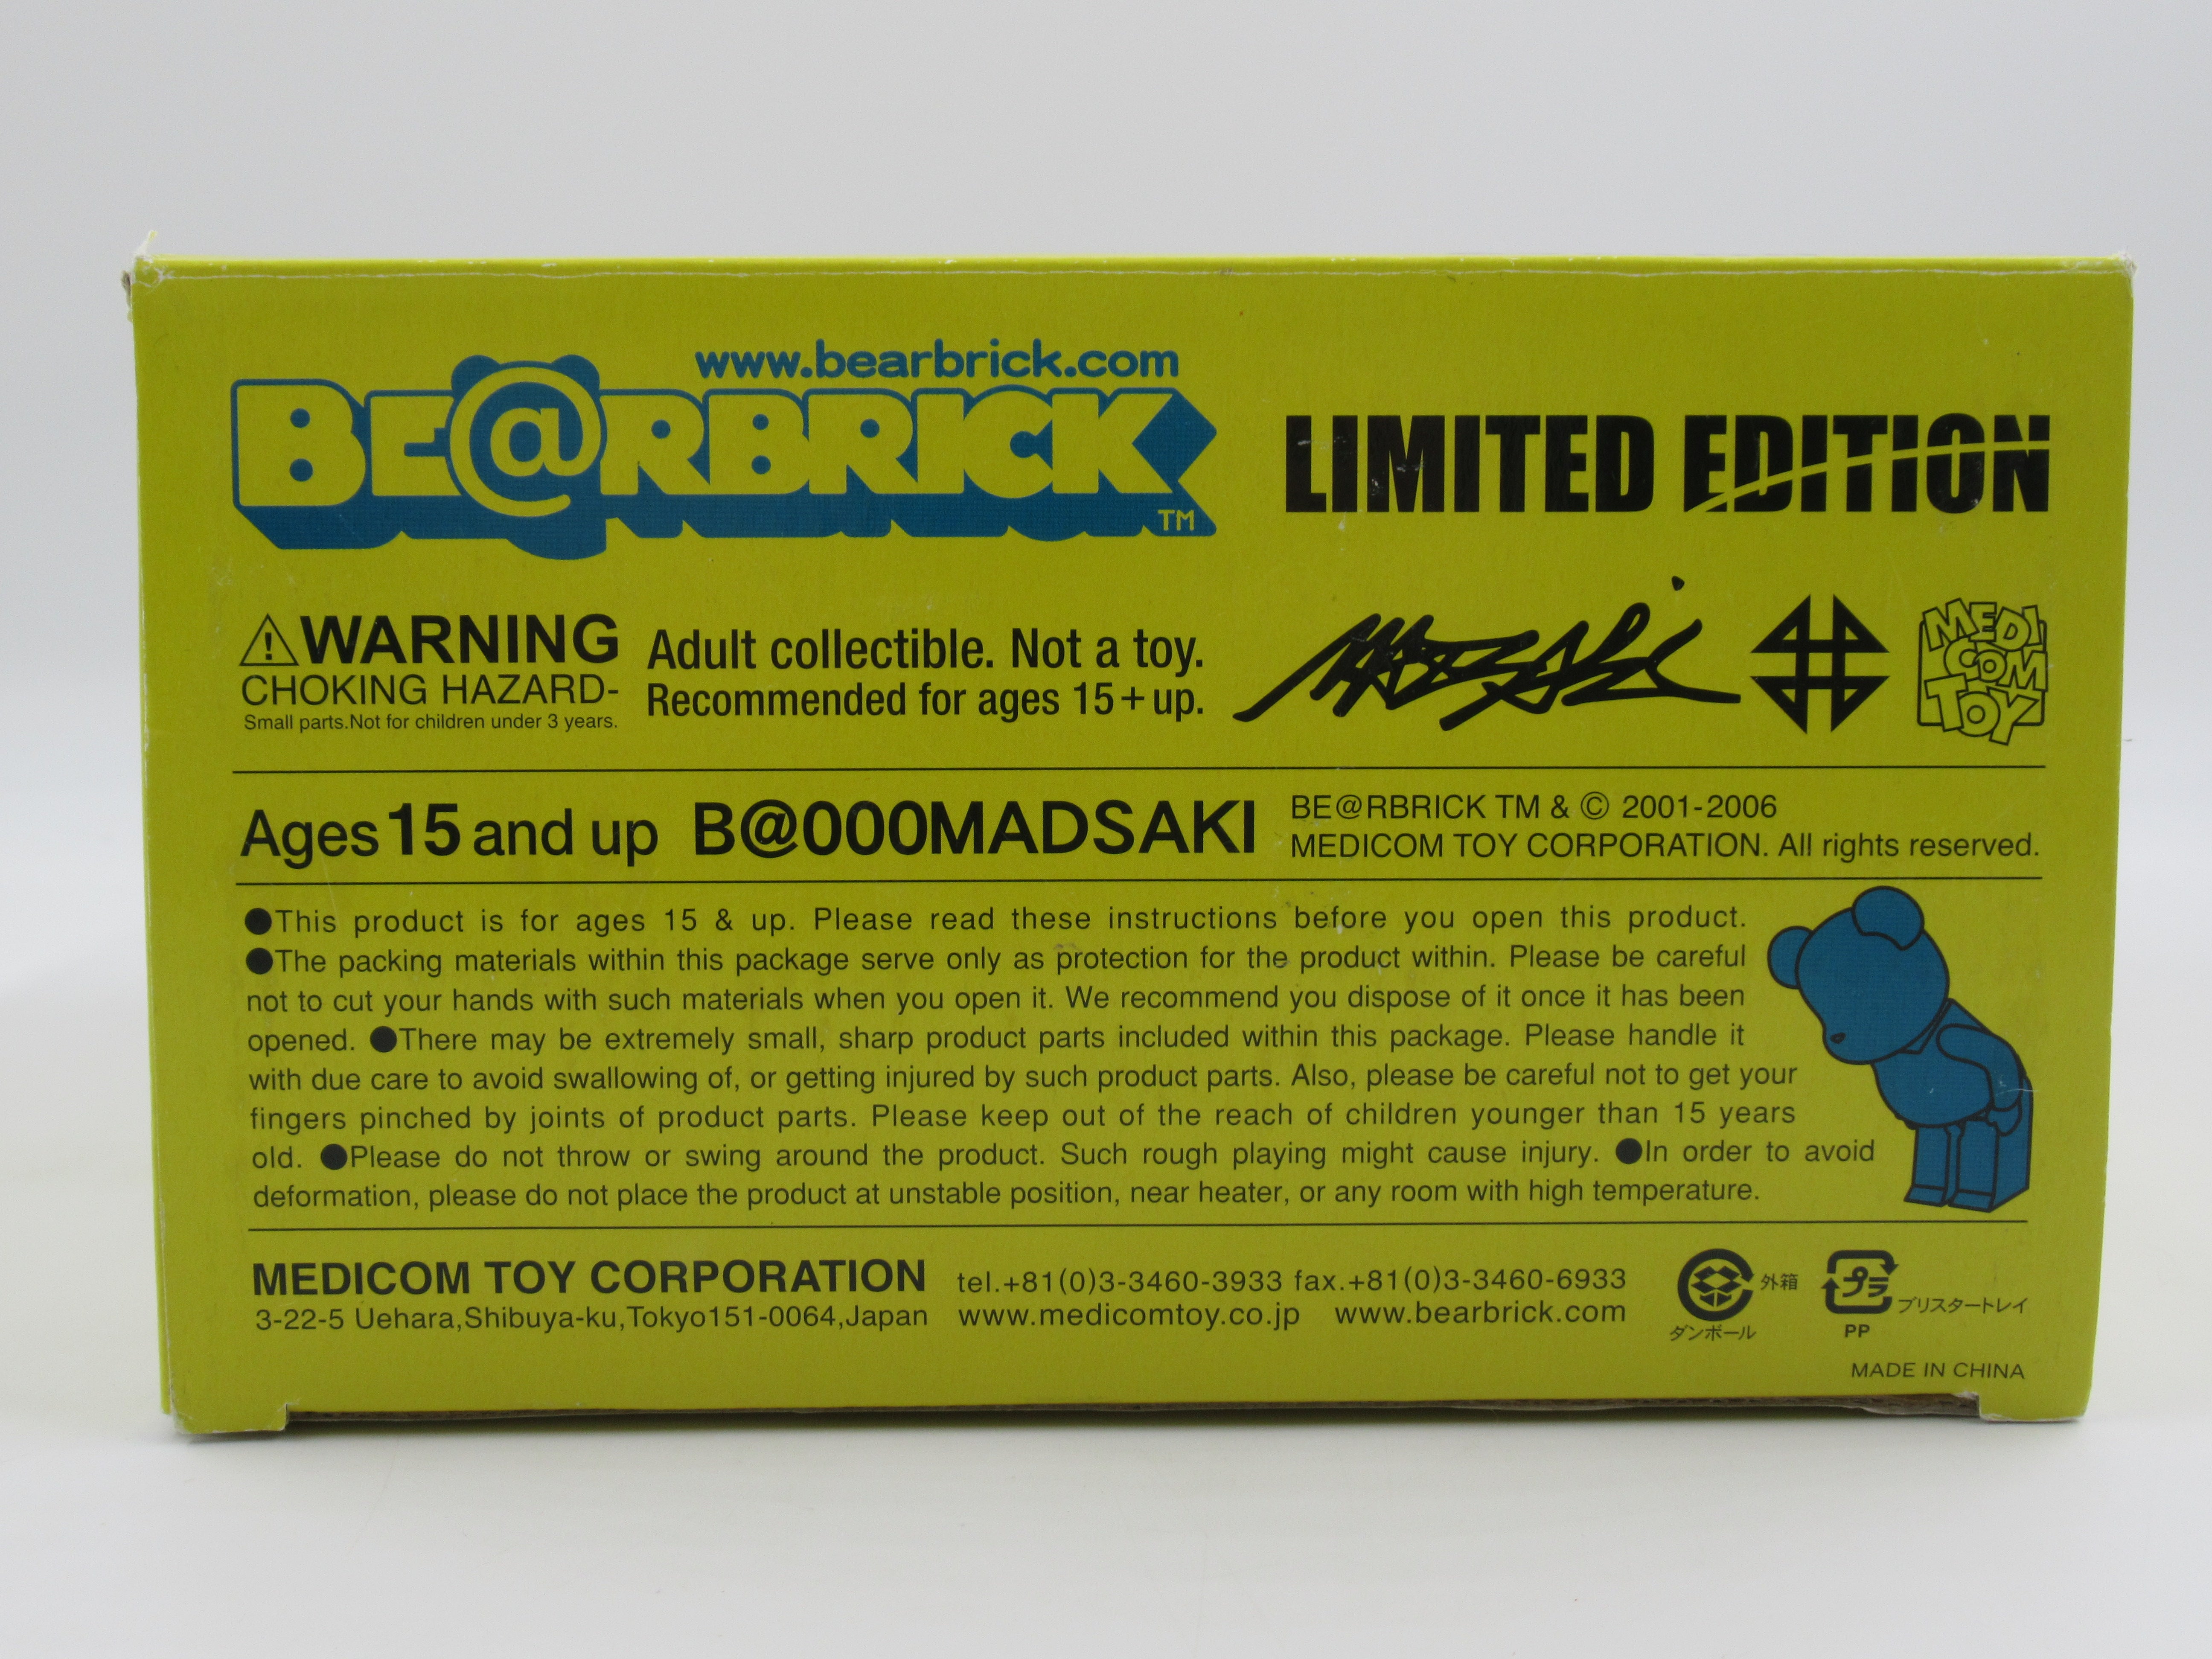 www.bearbrick.com
BE@RBRICK TM
LIMITED EDITION
WARNING
CHOKING HAZARD-
Small parts.Not for children under 3 years.
Adult collectible. Not a toy.
Recommended for ages 15+up.
MADSAKI
MEDI
COM
TOY
Ages 15 and up B@000MADSAKI
BE@RBRICK TM & © 2001-2006
MEDICOM TOY CORPORATION. All rights reserved.
●This product is for ages 15 & up. Please read these instructions before you open this product.
●The packing materials within this package serve only as protection for the product within. Please be careful
not to cut your hands with such materials when you open it. We recommend you dispose of it once it has been
opened. ●There may be extremely small, sharp product parts included within this package. Please handle it
with due care to avoid swallowing of, or getting injured by such product parts. Also, please be careful not to get your
fingers pinched by joints of product parts. Please keep out of the reach of children younger than 15 years
old. ●Please do not throw or swing around the product. Such rough playing might cause injury. ●In order to avoid
deformation, please do not place the product at unstable position, near heater, or any room with high temperature.
MEDICOM TOY CORPORATION tel.+81(0)3-3460-3933 fax.+81(0)3-3460-6933
3-22-5 Uehara,Shibuya-ku,Tokyo151-0064,Japan www.medicomtoy.co.jp www.bearbrick.com
外箱
ダンボール
プラ
ブリスタートレイ
PP
MADE IN CHINA